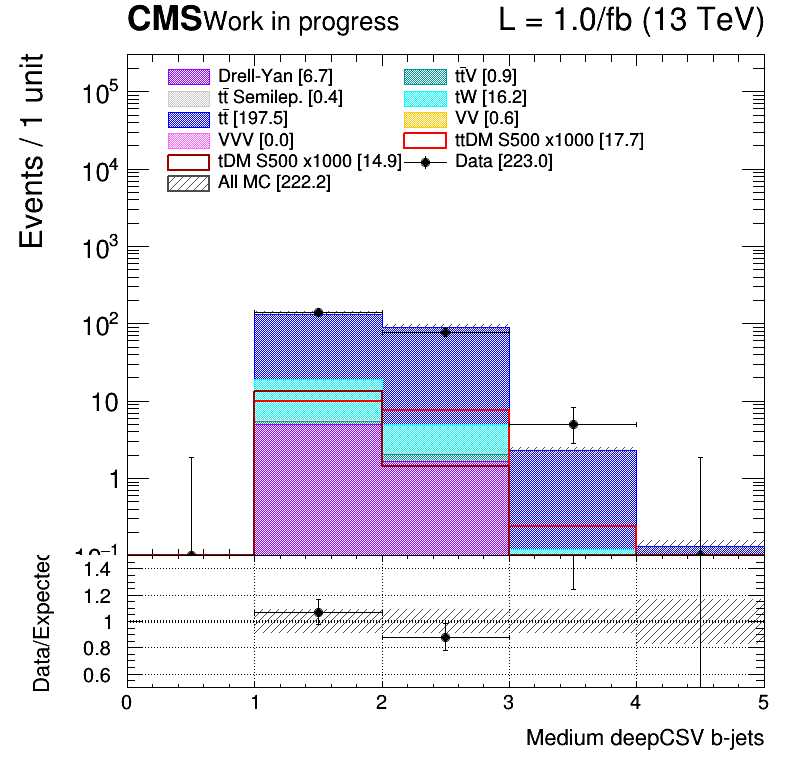 CMS Work in progress L = 1.0/fb (13 TeV)
Events / 1 unit
Drell-Yan [6.7] tt̄V [0.9]
tt̄ Semilep. [0.4] tW [16.2]
tt̄ [197.5] VV [0.6]
VVV [0.0] ttDM S500 x1000 [17.7]
tDM S500 x1000 [14.9] Data [223.0]
All MC [222.2]
10⁵
10⁴
10³
10²
10
1
10⁻¹
Data/Expected
1.4
1.2
1
0.8
0.6
0 1 2 3 4 5
Medium deepCSV b-jets